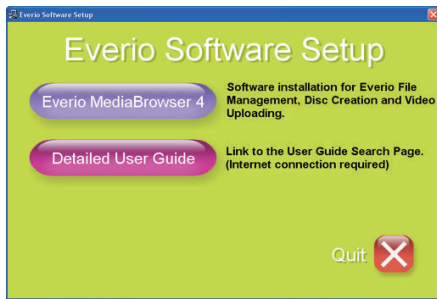 Everio Software Setup
Everio Software Setup
Everio MediaBrowser 4
Software installation for Everio File
Management, Disc Creation and Video
Uploading.
Detailed User Guide
Link to the User Guide Search Page.
(Internet connection required)
Quit